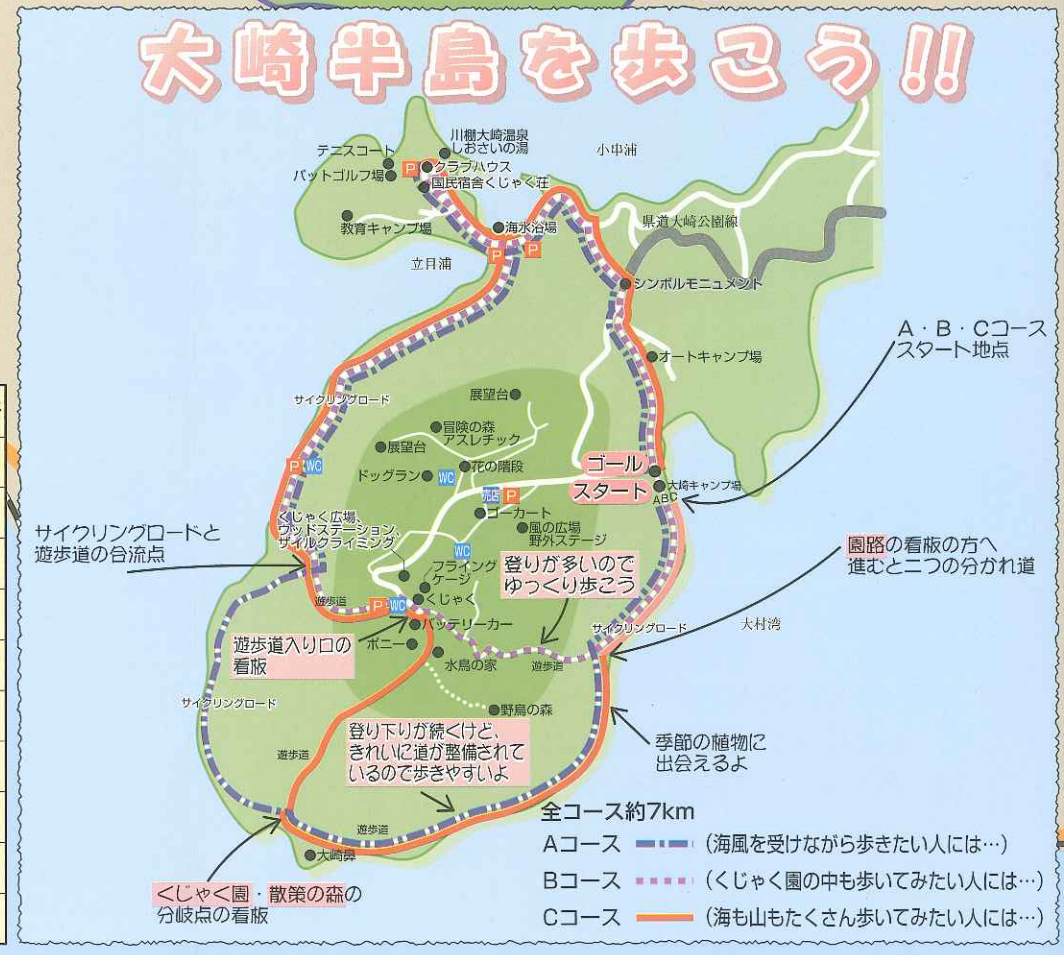 大崎半島を歩こう!!
川棚大崎温泉
しおさいの湯
テニスコート
パットゴルフ場
P
クラブハウス
国民宿舎くじゃく荘
小串浦
教育キャンプ場
海水浴場
県道大崎公園線
立目浦
P
P
シンボルモニュメント
A・B・Cコース
スタート地点
オートキャンプ場
サイクリングロード
展望台
冒険の森
アスレチック
展望台
花の階段
ドッグラン
WC
P
WC
売店
P
ゴール
スタート
大崎キャンプ場
ABC
ゴーカート
風の広場
野外ステージ
くじゃく広場、
ウッドステーション、
ザイルクライミング
サイクリングロードと
遊歩道の合流点
WC
フライング
ケージ
くじゃく
登りが多いので
ゆっくり歩こう
園路の看板の方へ
進むと二つの分かれ道
遊歩道
P
WC
バッテリーカー
ポニー
水鳥の家
遊歩道
サイクリングロード
大村湾
遊歩道入り口の
看板
サイクリングロード
野鳥の森
登り下りが続くけど、
きれいに道が整備されて
いるので歩きやすいよ
季節の植物に
出会えるよ
遊歩道
遊歩道
大崎鼻
くじゃく園・散策の森の
分岐点の看板
全コース約7km
Aコース (海風を受けながら歩きたい人には…)
Bコース (くじゃく園の中も歩いてみたい人には…)
Cコース (海も山もたくさん歩いてみたい人には…)